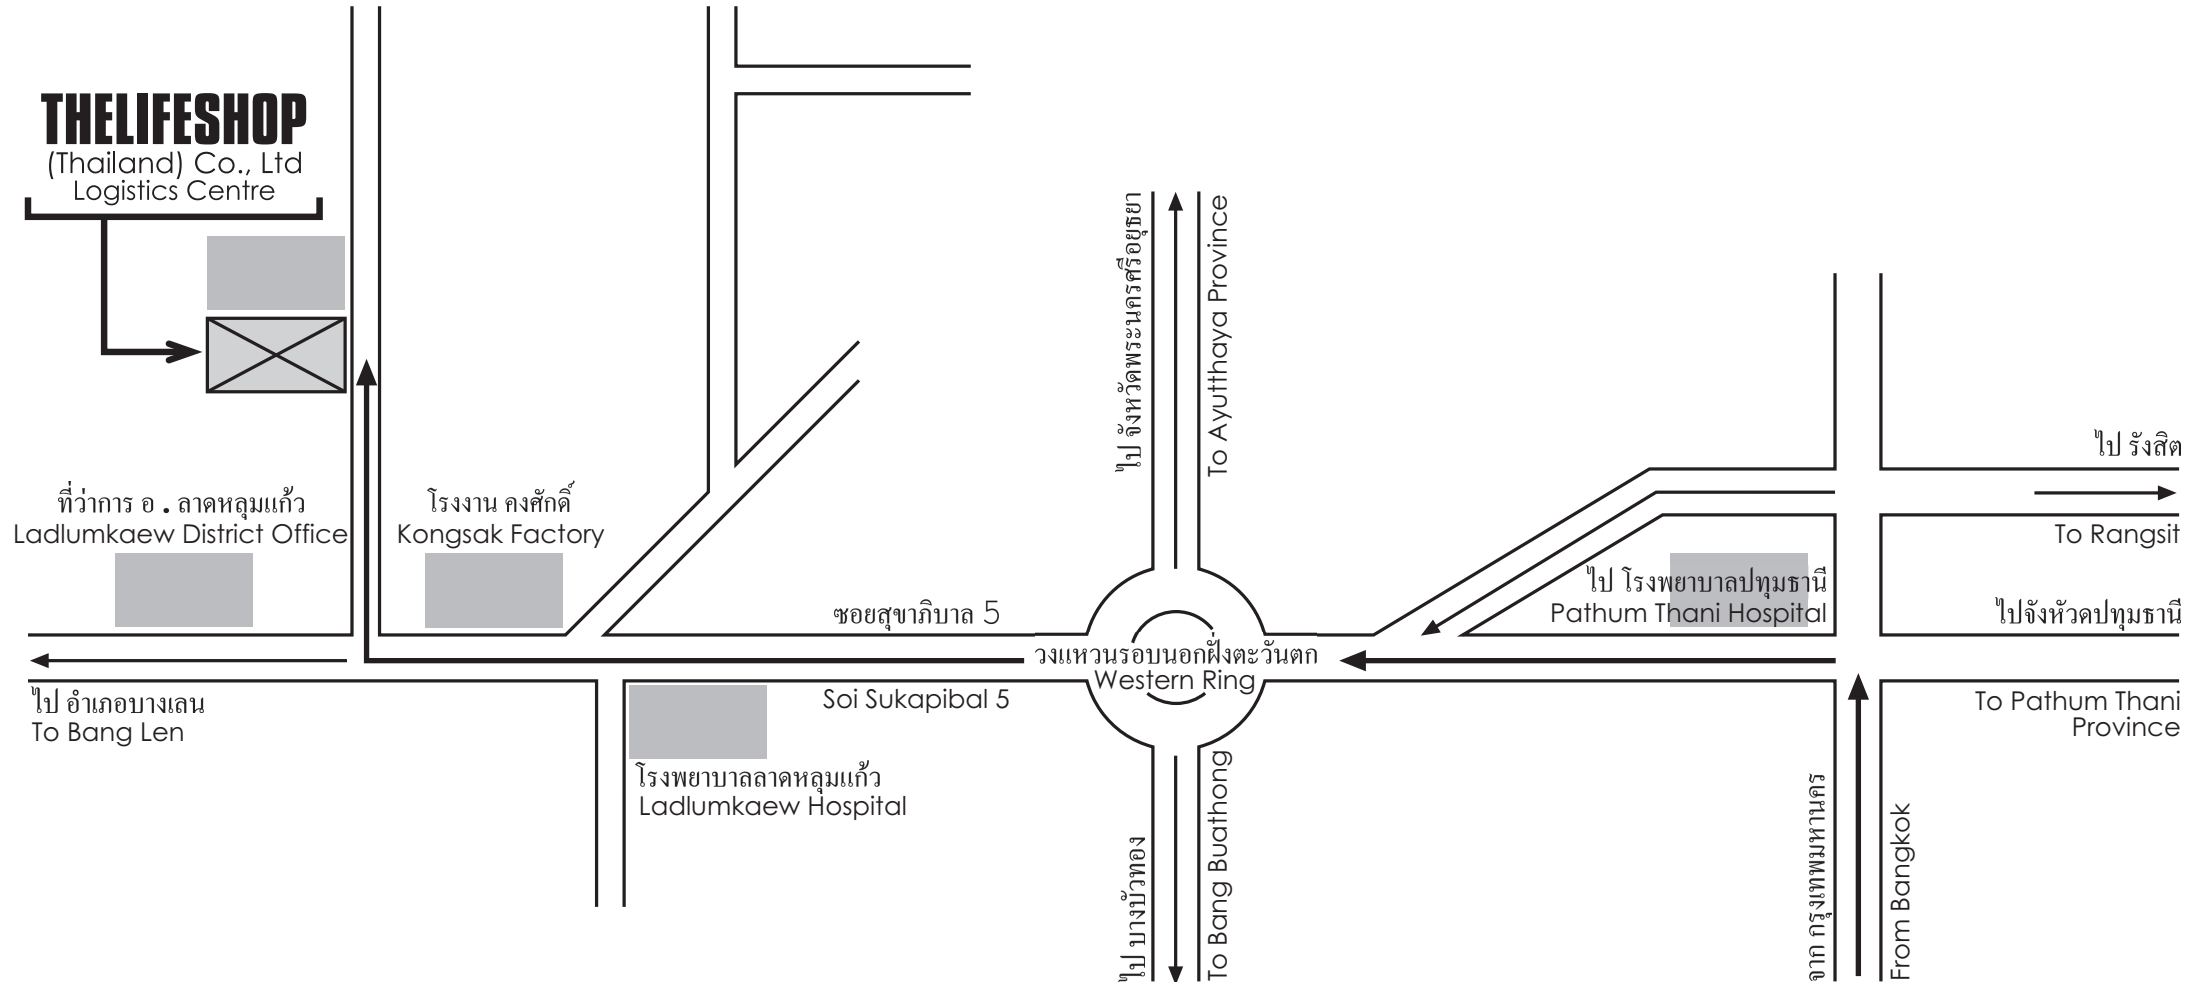 THELIFESHOP
(Thailand) Co., Ltd
Logistics Centre
ที่ว่าการ อ . ลาดหลุมแก้ว
Ladlumkaew District Office
โรงงาน คงศักดิ์
Kongsak Factory
ไป อำเภอบางเลน
To Bang Len
โรงพยาบาลลาดหลุมแก้ว
Ladlumkaew Hospital
ซอยสุขาภิบาล 5
Soi Sukapibal 5
ไป จังหวัดพระนครศรีอยุธยา
To Ayutthaya Province
วงแหวนรอบนอกฝั่งตะวันตก
Western Ring
ไป บางบัวทอง
To Bang Buathong
ไป โรงพยาบาลปทุมธานี
Pathum Thani Hospital
ไป รังสิต
To Rangsit
ไปจังหัวดปทุมธานี
To Pathum Thani
Province
จาก กรุงเทพมหานคร
From Bangkok